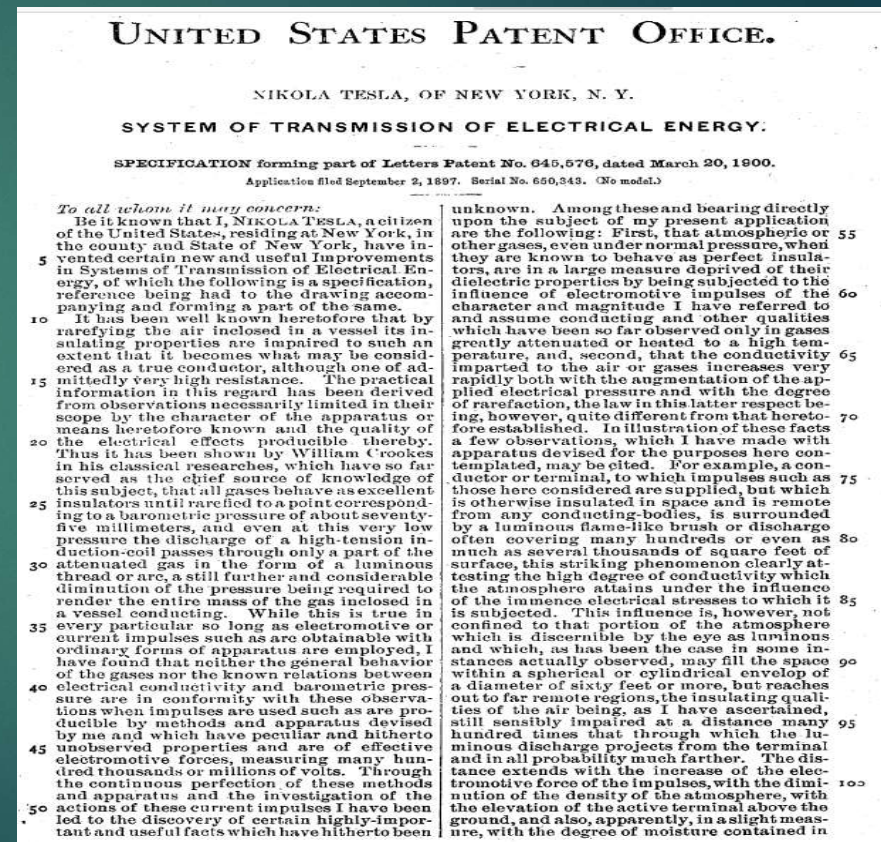 UNITED STATES PATENT OFFICE.
NIKOLA TESLA, OF NEW YORK, N. Y.
SYSTEM OF TRANSMISSION OF ELECTRICAL ENERGY.
SPECIFICATION forming part of Letters Patent No. 645,576, dated March 20, 1900.
Application filed September 2, 1897. Serial No. 650,343. (No model.)
To all whom it may concern:
Be it known that I, NIKOLA TESLA, a citizen
of the United States, residing at New York, in
the county and State of New York, have in-
5 vented certain new and useful Improvements
in Systems of Transmission of Electrical En-
ergy, of which the following is a specification,
reference being had to the drawing accom-
panying and forming a part of the same.
10 It has been well known heretofore that by
rarefying the air inclosed in a vessel its in-
sulating properties are impaired to such an
extent that it becomes what may be consid-
ered as a true conductor, although one of ad-
15 mittedly very high resistance. The practical
information in this regard has been derived
from observations necessarily limited in their
scope by the character of the apparatus or
means heretofore known and the quality of
20 the electrical effects producible thereby.
Thus it has been shown by William Crookes
in his classical researches, which have so far
served as the chief source of knowledge of
this subject, that all gases behave as excellent
25 insulators until rarefied to a point correspond-
ing to a barometric pressure of about seventy-
five millimeters, and even at this very low
pressure the discharge of a high-tension in-
duction-coil passes through only a part of the
30 attenuated gas in the form of a luminous
thread or arc, a still further and considerable
diminution of the pressure being required to
render the entire mass of the gas inclosed in
a vessel conducting. While this is true in
35 every particular so long as electromotive or
current impulses such as are obtainable with
ordinary forms of apparatus are employed, I
have found that neither the general behavior
of the gases nor the known relations between
40 electrical conductivity and barometric pres-
sure are in conformity with these observa-
tions when impulses are used such as are pro-
ducible by methods and apparatus devised
by me and which have peculiar and hitherto
45 unobserved properties and are of effective
electromotive forces, measuring many hun-
dred thousands or millions of volts. Through
the continuous perfection of these methods
and apparatus and the investigation of the
50 actions of these current impulses I have been
led to the discovery of certain highly-impor-
tant and useful facts which have hitherto been
unknown. Among these and bearing directly
upon the subject of my present application
are the following: First, that atmospheric or 55
other gases, even under normal pressure, when
they are known to behave as perfect insula-
tors, are in a large measure deprived of their
dielectric properties by being subjected to the
influence of electromotive impulses of the 60
character and magnitude I have referred to
and assume conducting and other qualities
which have been so far observed only in gases
greatly attenuated or heated to a high tem-
perature, and, second, that the conductivity 65
imparted to the air or gases increases very
rapidly both with the augmentation of the ap-
plied electrical pressure and with the degree
of rarefaction, the law in this latter respect be-
ing, however, quite different from that hereto- 70
fore established. In illustration of these facts
a few observations, which I have made with
apparatus devised for the purposes here con-
templated, may be cited. For example, a con-
ductor or terminal, to which impulses such as 75
those here considered are supplied, but which
is otherwise insulated in space and is remote
from any conducting-bodies, is surrounded
by a luminous flame-like brush or discharge
often covering many hundreds or even as 80
much as several thousands of square feet of
surface, this striking phenomenon clearly at-
testing the high degree of conductivity which
the atmosphere attains under the influence
of the immence electrical stresses to which it 85
is subjected. This influence is, however, not
confined to that portion of the atmosphere
which is discernible by the eye as luminous
and which, as has been the case in some in-
stances actually observed, may fill the space 90
within a spherical or cylindrical envelop of
a diameter of sixty feet or more, but reaches
out to far remote regions, the insulating quali-
ties of the air being, as I have ascertained,
still sensibly impaired at a distance many 95
hundred times that through which the lu-
minous discharge projects from the terminal
and in all probability much farther. The dis-
tance extends with the increase of the elec-
tromotive force of the impulses, with the dimi- 100
nution of the density of the atmosphere, with
the elevation of the active terminal above the
ground, and also, apparently, in a slight meas-
ure, with the degree of moisture contained in